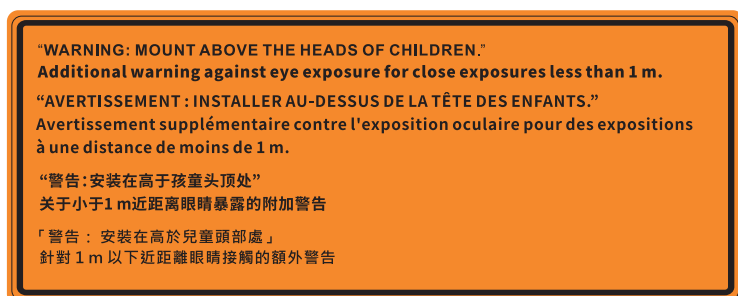 “WARNING: MOUNT ABOVE THE HEADS OF CHILDREN.”
Additional warning against eye exposure for close exposures less than 1 m.
“AVERTISSEMENT : INSTALLER AU-DESSUS DE LA TÊTE DES ENFANTS.”
Avertissement supplémentaire contre l'exposition oculaire pour des expositions
à une distance de moins de 1 m.
“警告:安装在高于孩童头顶处”
关于小于1 m近距离眼睛暴露的附加警告
「警告： 安裝在高於兒童頭部處」
針對 1 m 以下近距離眼睛接觸的額外警告